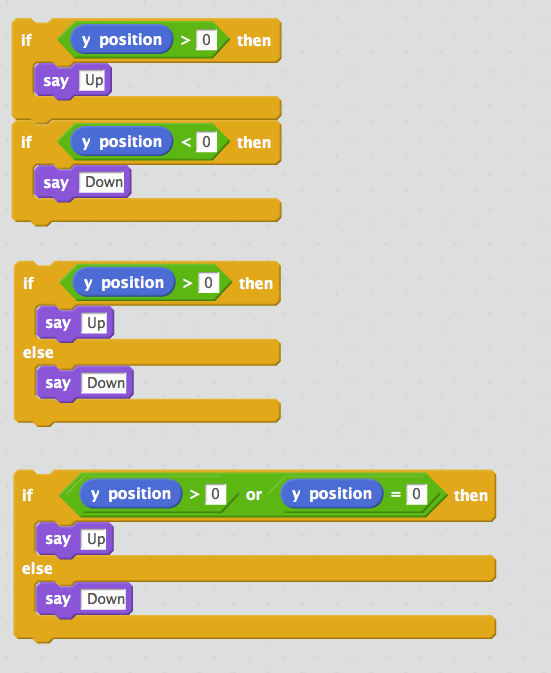 if y position > 0 then
say Up
if y position < 0 then
say Down
if y position > 0 then
say Up
else
say Down
if y position > 0 or y position = 0 then
say Up
else
say Down